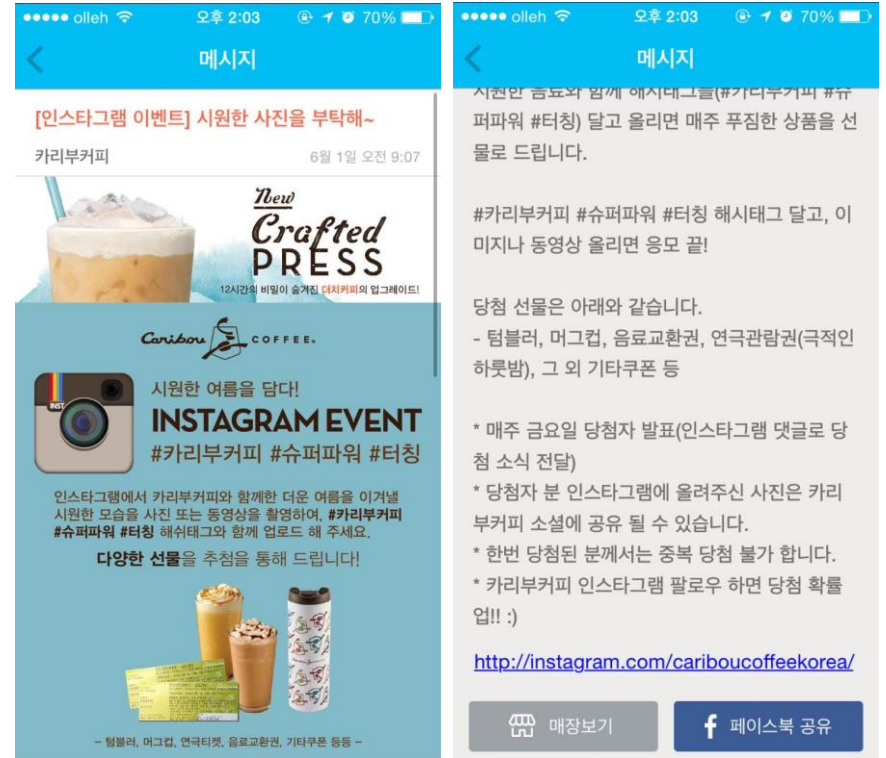 olleh 오후 2:03 70%
메시지
[인스타그램 이벤트] 시원한 사진을 부탁해~
카리부커피 6월 1일 오전 9:07
New
Crafted
PRESS
12시간의 비밀이 숨겨진 더치커피의 업그레이드!
Caribou COFFEE.
INST
시원한 여름을 담다!
INSTAGRAM EVENT
#카리부커피 #슈퍼파워 #터칭
인스타그램에서 카리부커피와 함께한 더운 여름을 이겨낼
시원한 모습을 사진 또는 동영상을 촬영하여, #카리부커피
#슈퍼파워 #터칭 해쉬태그와 함께 업로드 해 주세요.
다양한 선물을 추첨을 통해 드립니다!
– 텀블러, 머그컵, 연극티켓, 음료교환권, 기타쿠폰 등등 –
olleh 오후 2:03 70%
메시지
시원한 음료와 함께 해시태그를(#카리부커피 #슈
퍼파워 #터칭) 달고 올리면 매주 푸짐한 상품을 선
물로 드립니다.
#카리부커피 #슈퍼파워 #터칭 해시태그 달고, 이
미지나 동영상 올리면 응모 끝!
당첨 선물은 아래와 같습니다.
- 텀블러, 머그컵, 음료교환권, 연극관람권(극적인
하룻밤), 그 외 기타쿠폰 등
* 매주 금요일 당첨자 발표(인스타그램 댓글로 당
첨 소식 전달)
* 당첨자 분 인스타그램에 올려주신 사진은 카리
부커피 소셜에 공유 될 수 있습니다.
* 한번 당첨된 분께서는 중복 당첨 불가 합니다.
* 카리부커피 인스타그램 팔로우 하면 당첨 확률
업!! :)
http://instagram.com/cariboucoffeekorea/
매장보기
f 페이스북 공유